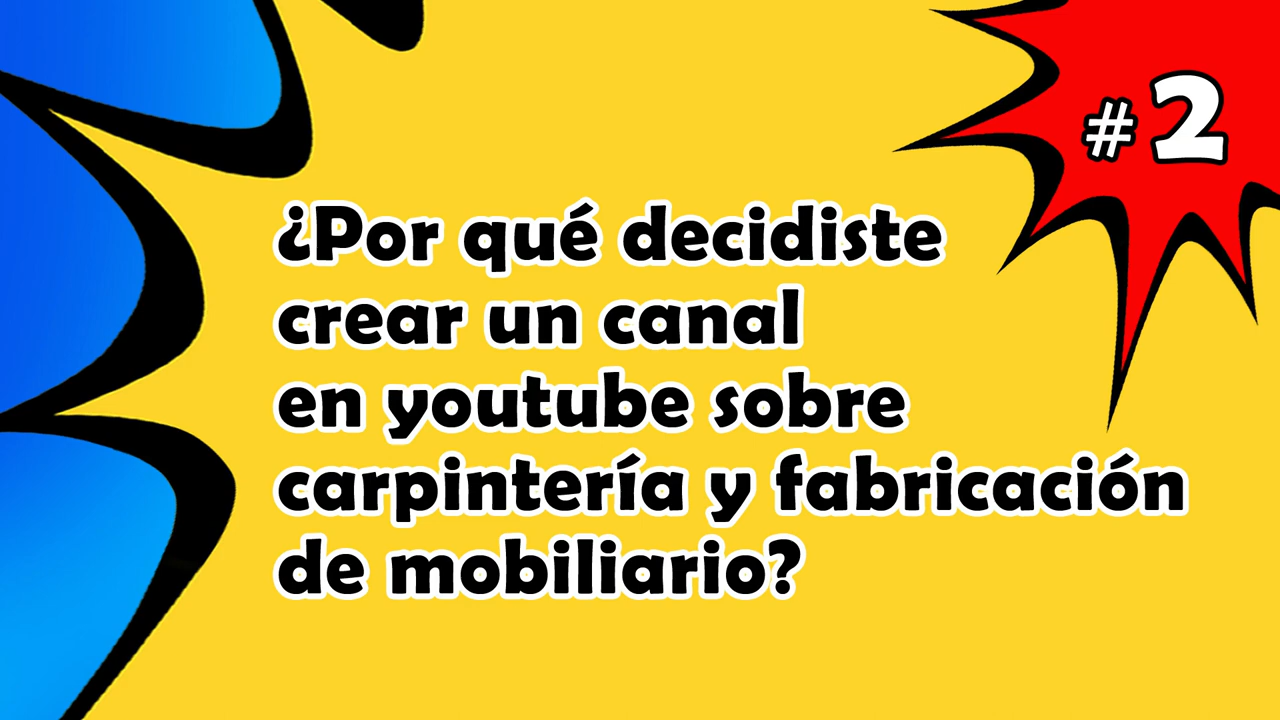 # 2
¿Por qué decidiste
crear un canal
en youtube sobre
carpintería y fabricación
de mobiliario?